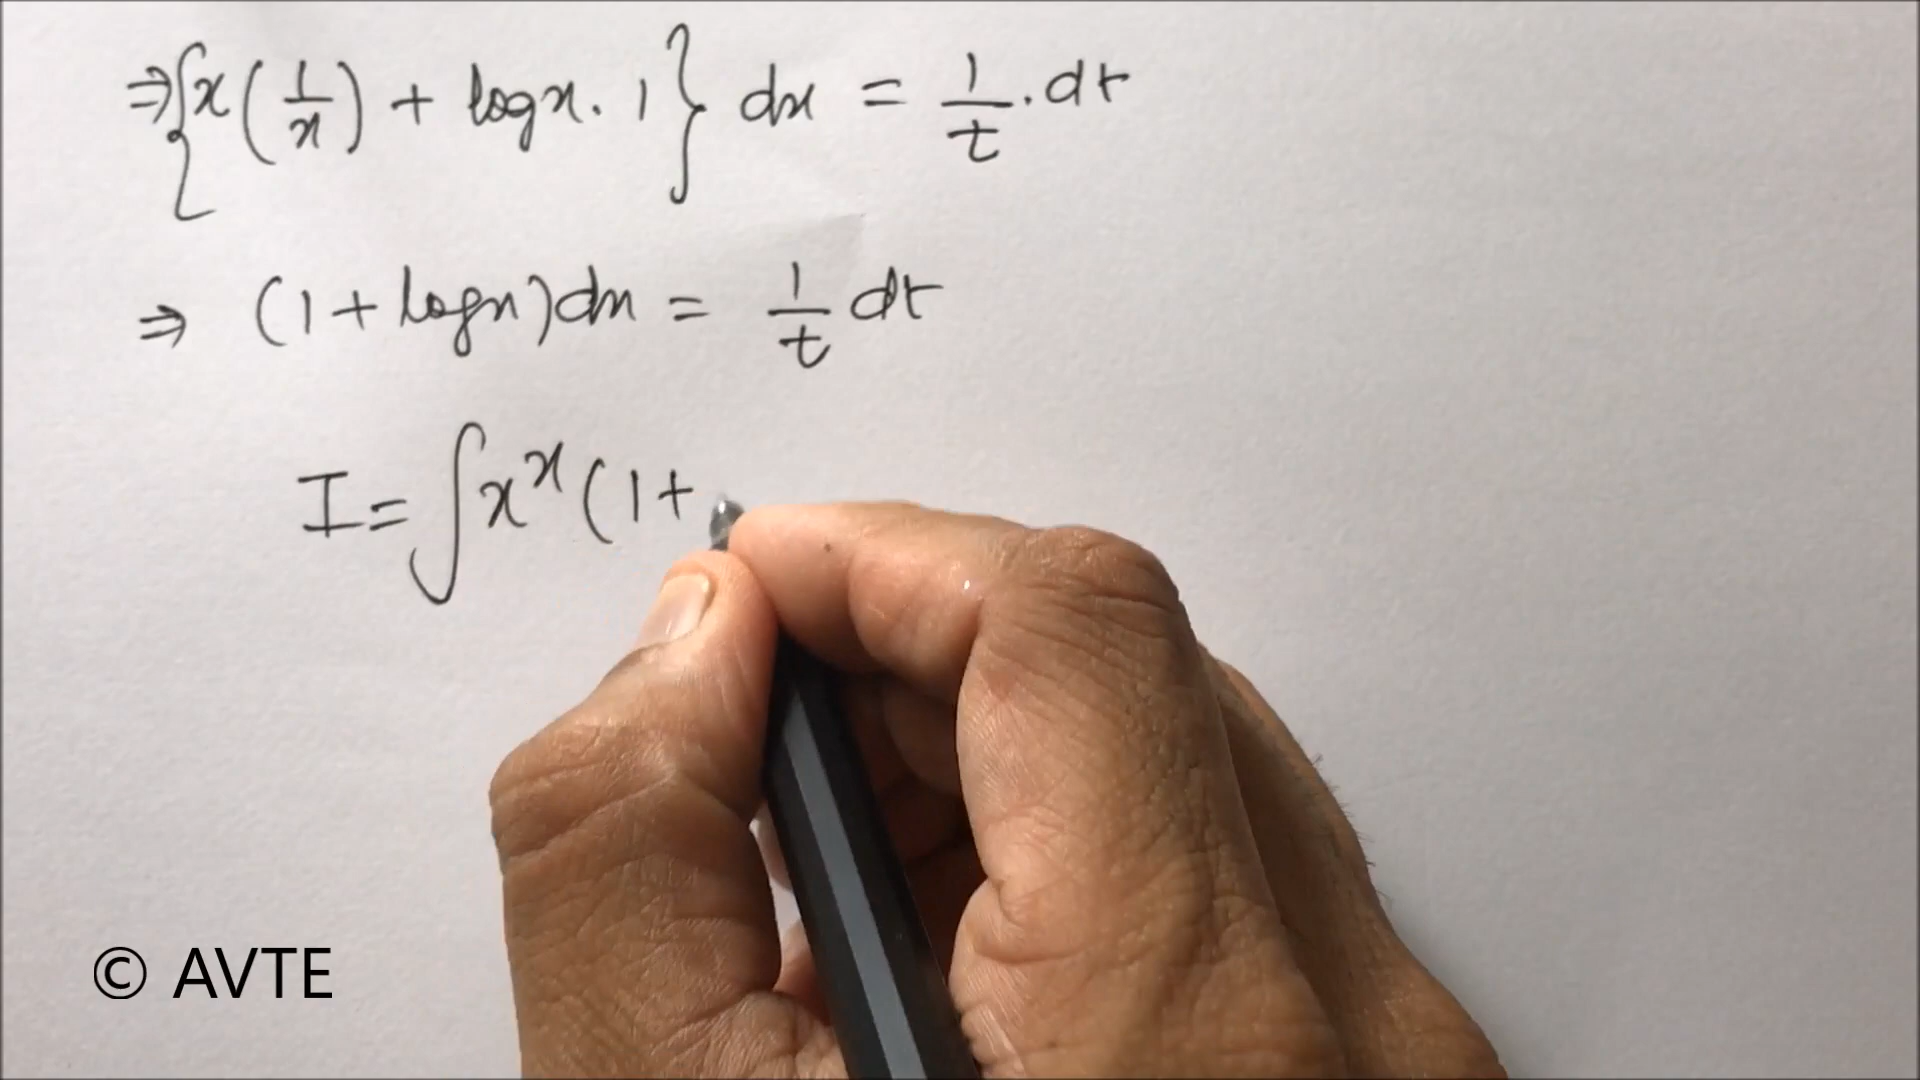 ⇒{x(1/x) + logx. 1} dx = 1/t . dt
⇒ (1 + logx)dx = 1/t dt
I = ∫x^x (1 +
© AVTE